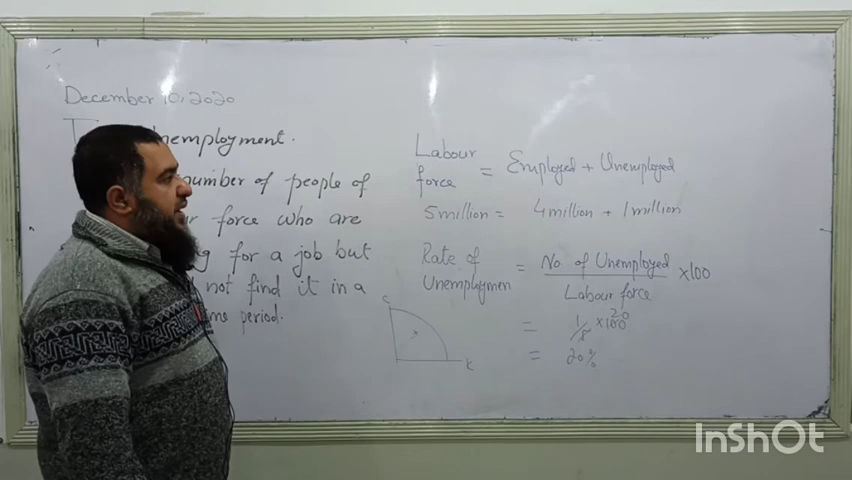 December 10, 2020
Unemployment.
number of people of
force who are
for a job but
not find it in a
period.
Labour
force = Employed + Unemployed
5 million = 4 million + 1 million
Rate of
Unemploymen = No of Unemployed / Labour force × 100
= 1/5 × 100 20
= 20%
C
K
InShOt